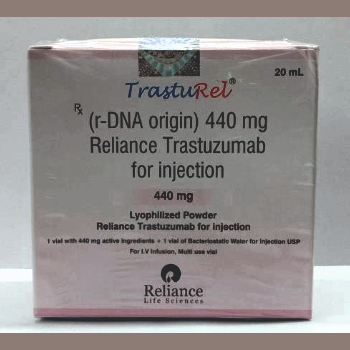 TrastuRel®
20 mL
Rx (r-DNA origin) 440 mg
Reliance Trastuzumab
for injection
440 mg
Lyophilized Powder
Reliance Trastuzumab for injection
1 vial with 440 mg active ingredients + 1 vial of Bacteriostatic Water for Injection USP
For I.V Infusion, Multi use vial
Reliance
Life Sciences